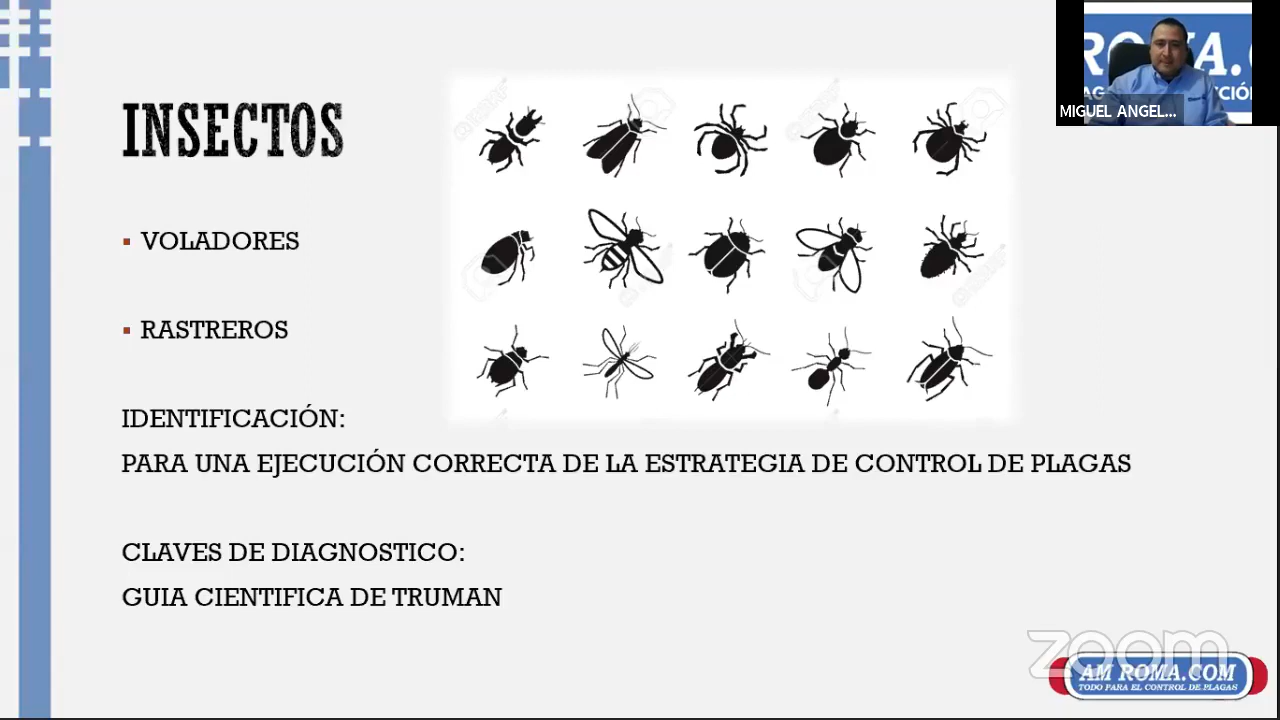 INSECTOS
▪ VOLADORES
▪ RASTREROS
IDENTIFICACIÓN:
PARA UNA EJECUCIÓN CORRECTA DE LA ESTRATEGIA DE CONTROL DE PLAGAS
CLAVES DE DIAGNOSTICO:
GUIA CIENTIFICA DE TRUMAN
MIGUEL ANGEL...
zoom
AM ROMA.COM
TODO PARA EL CONTROL DE PLAGAS